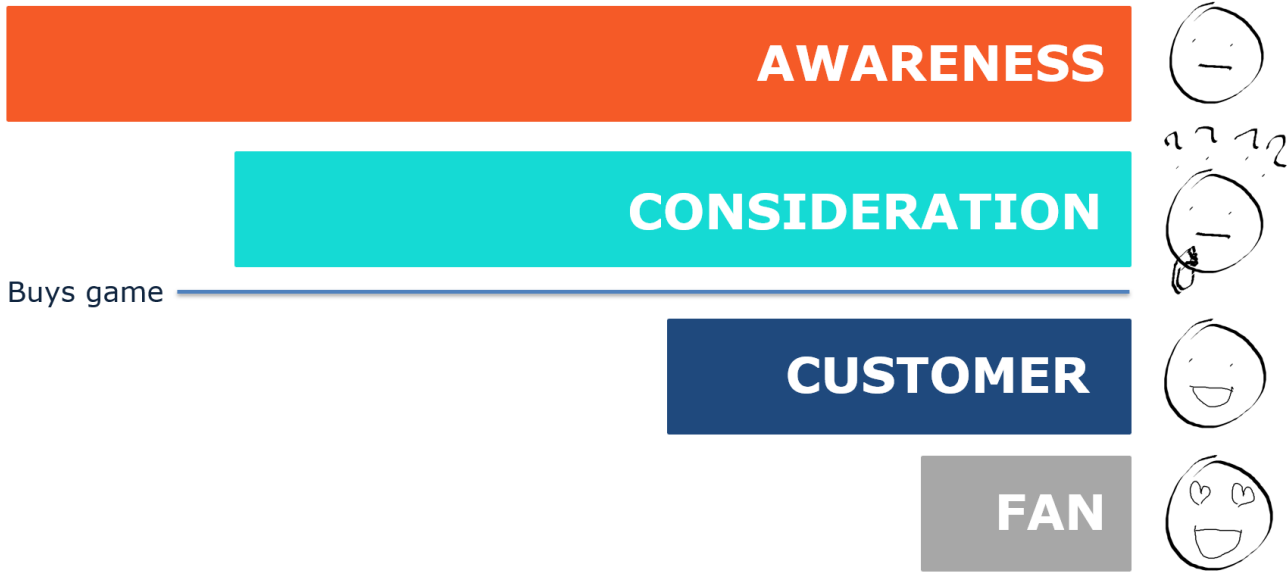 AWARENESS
? ? ? ?
CONSIDERATION
Buys game
CUSTOMER
FAN